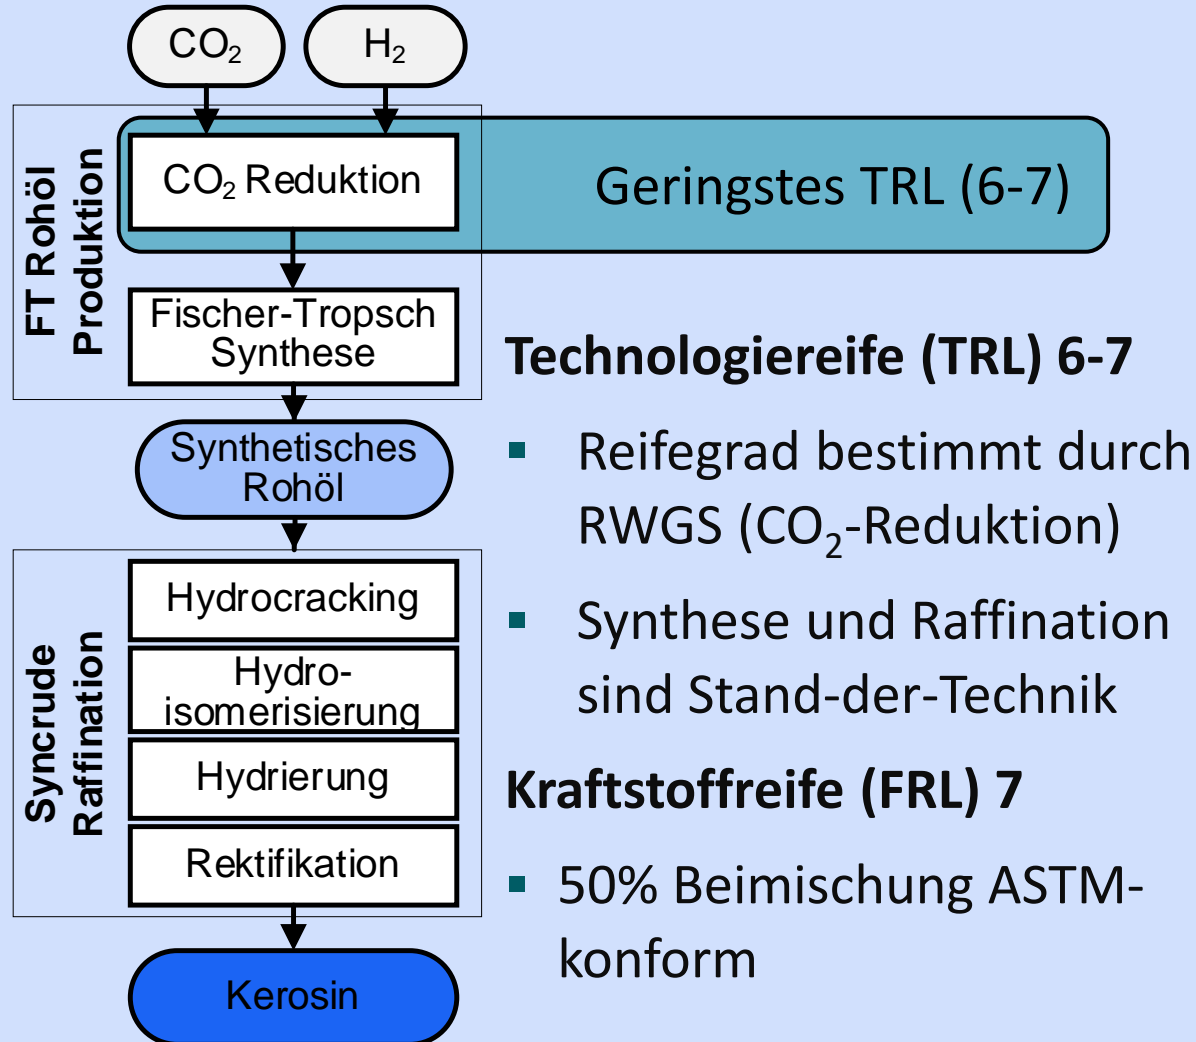 CO₂
H₂
FT Rohöl
Produktion
CO₂ Reduktion
Geringstes TRL (6-7)
Fischer-Tropsch
Synthese
Synthetisches
Rohöl
Syncrude
Raffination
Hydrocracking
Hydro-
isomerisierung
Hydrierung
Rektifikation
Kerosin
Technologiereife (TRL) 6-7
▪ Reifegrad bestimmt durch
RWGS (CO₂-Reduktion)
▪ Synthese und Raffination
sind Stand-der-Technik
Kraftstoffreife (FRL) 7
▪ 50% Beimischung ASTM-
konform